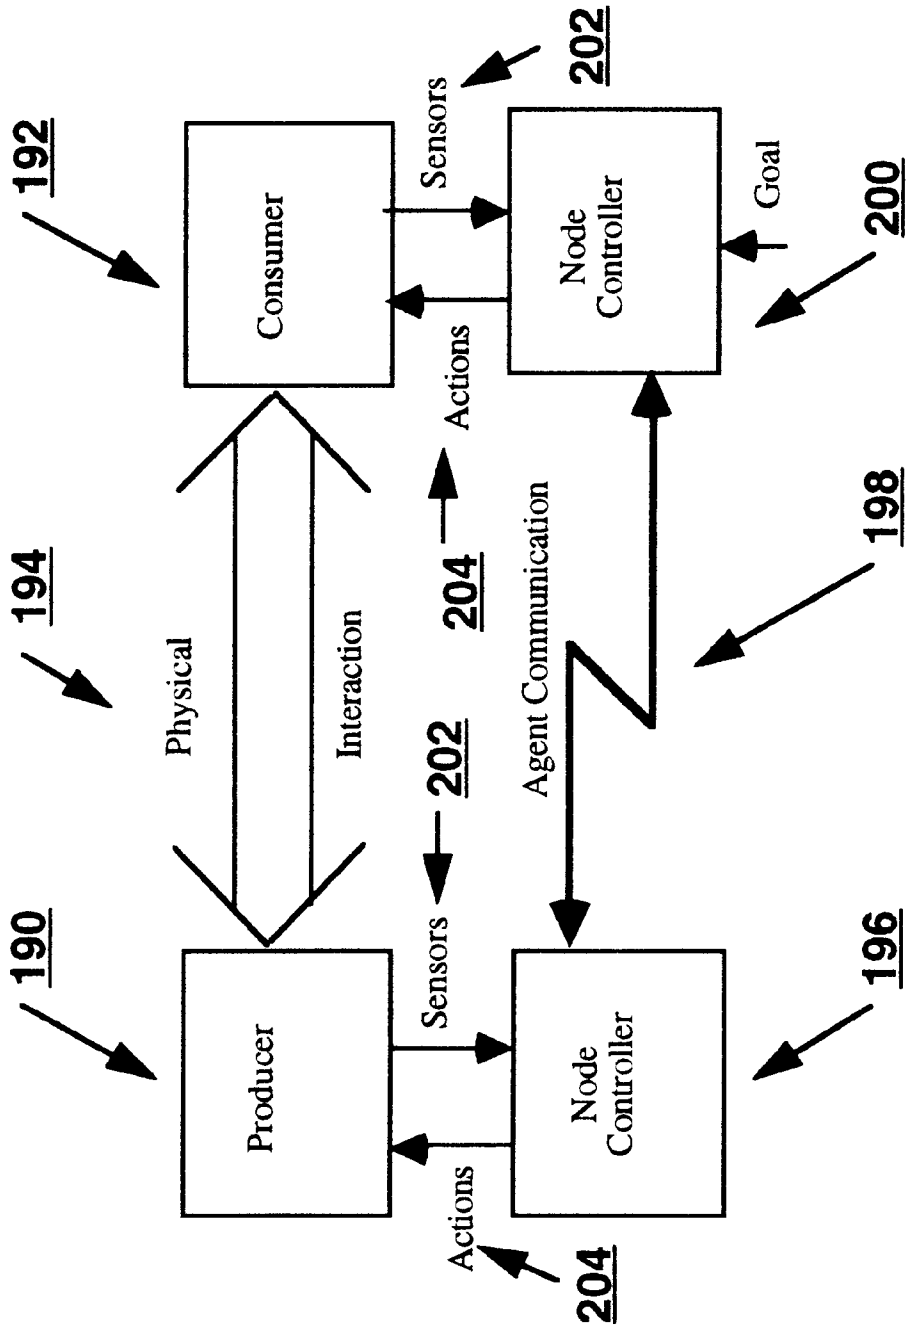 190
194
192
Physical
Producer
Consumer
Interaction
Actions
Sensors
202
204
Actions
Sensors
204
202
Agent Communication
Node
Controller
Node
Controller
Goal
196
198
200